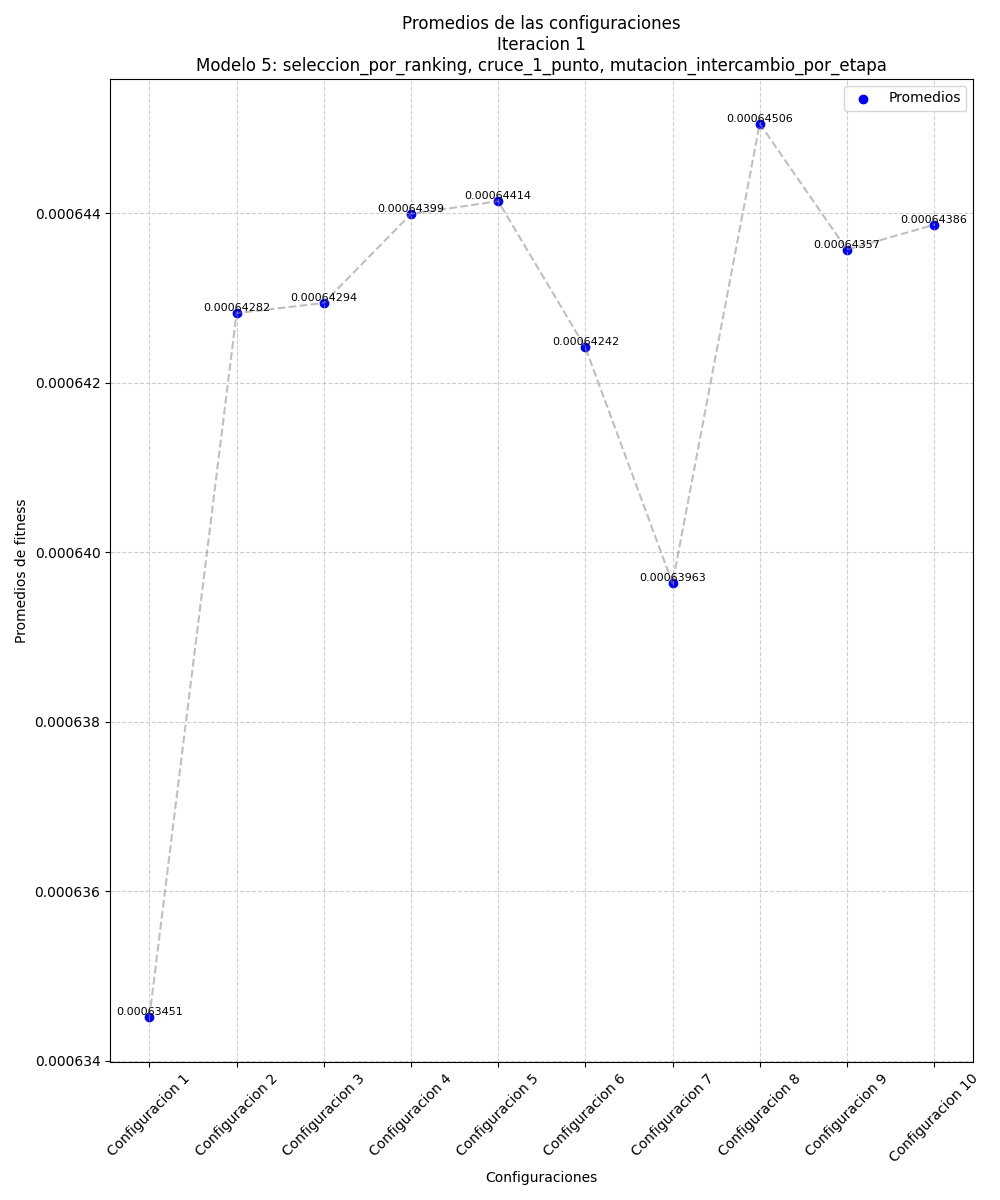 Promedios de las configuraciones
Iteracion 1
Modelo 5: seleccion_por_ranking, cruce_1_punto, mutacion_intercambio_por_etapa
Promedios
0.00064506
0.00064414
0.00064399
0.00064386
0.00064357
0.00064294
0.00064282
0.00064242
0.00063963
0.00063451
0.000644
0.000642
0.000640
0.000638
0.000636
0.000634
Promedios de fitness
Configuracion 1
Configuracion 2
Configuracion 3
Configuracion 4
Configuracion 5
Configuracion 6
Configuracion 7
Configuracion 8
Configuracion 9
Configuracion 10
Configuraciones